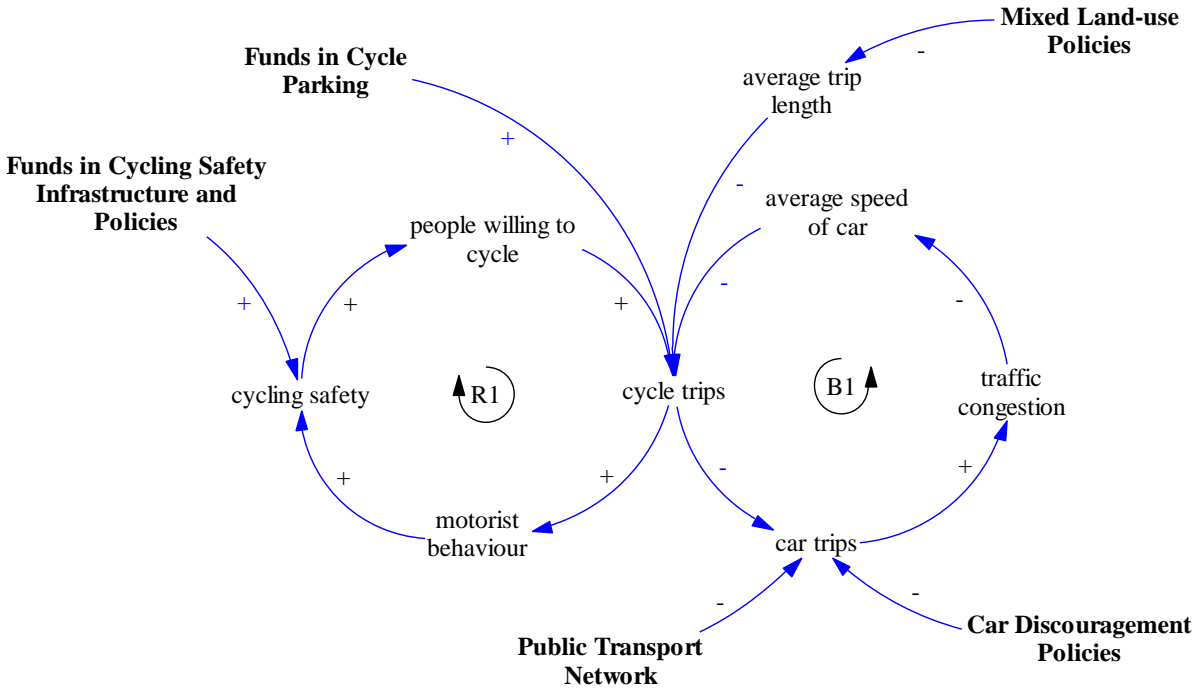 Mixed Land-use
Policies
-
Funds in Cycle
Parking
average trip
length
+
Funds in Cycling Safety
Infrastructure and
Policies
-
average speed
of car
people willing to
cycle
-
+
+
+
-
cycling safety
R1
cycle trips
B1
traffic
congestion
+
+
-
+
motorist
behaviour
car trips
-
-
Public Transport
Network
Car Discouragement
Policies